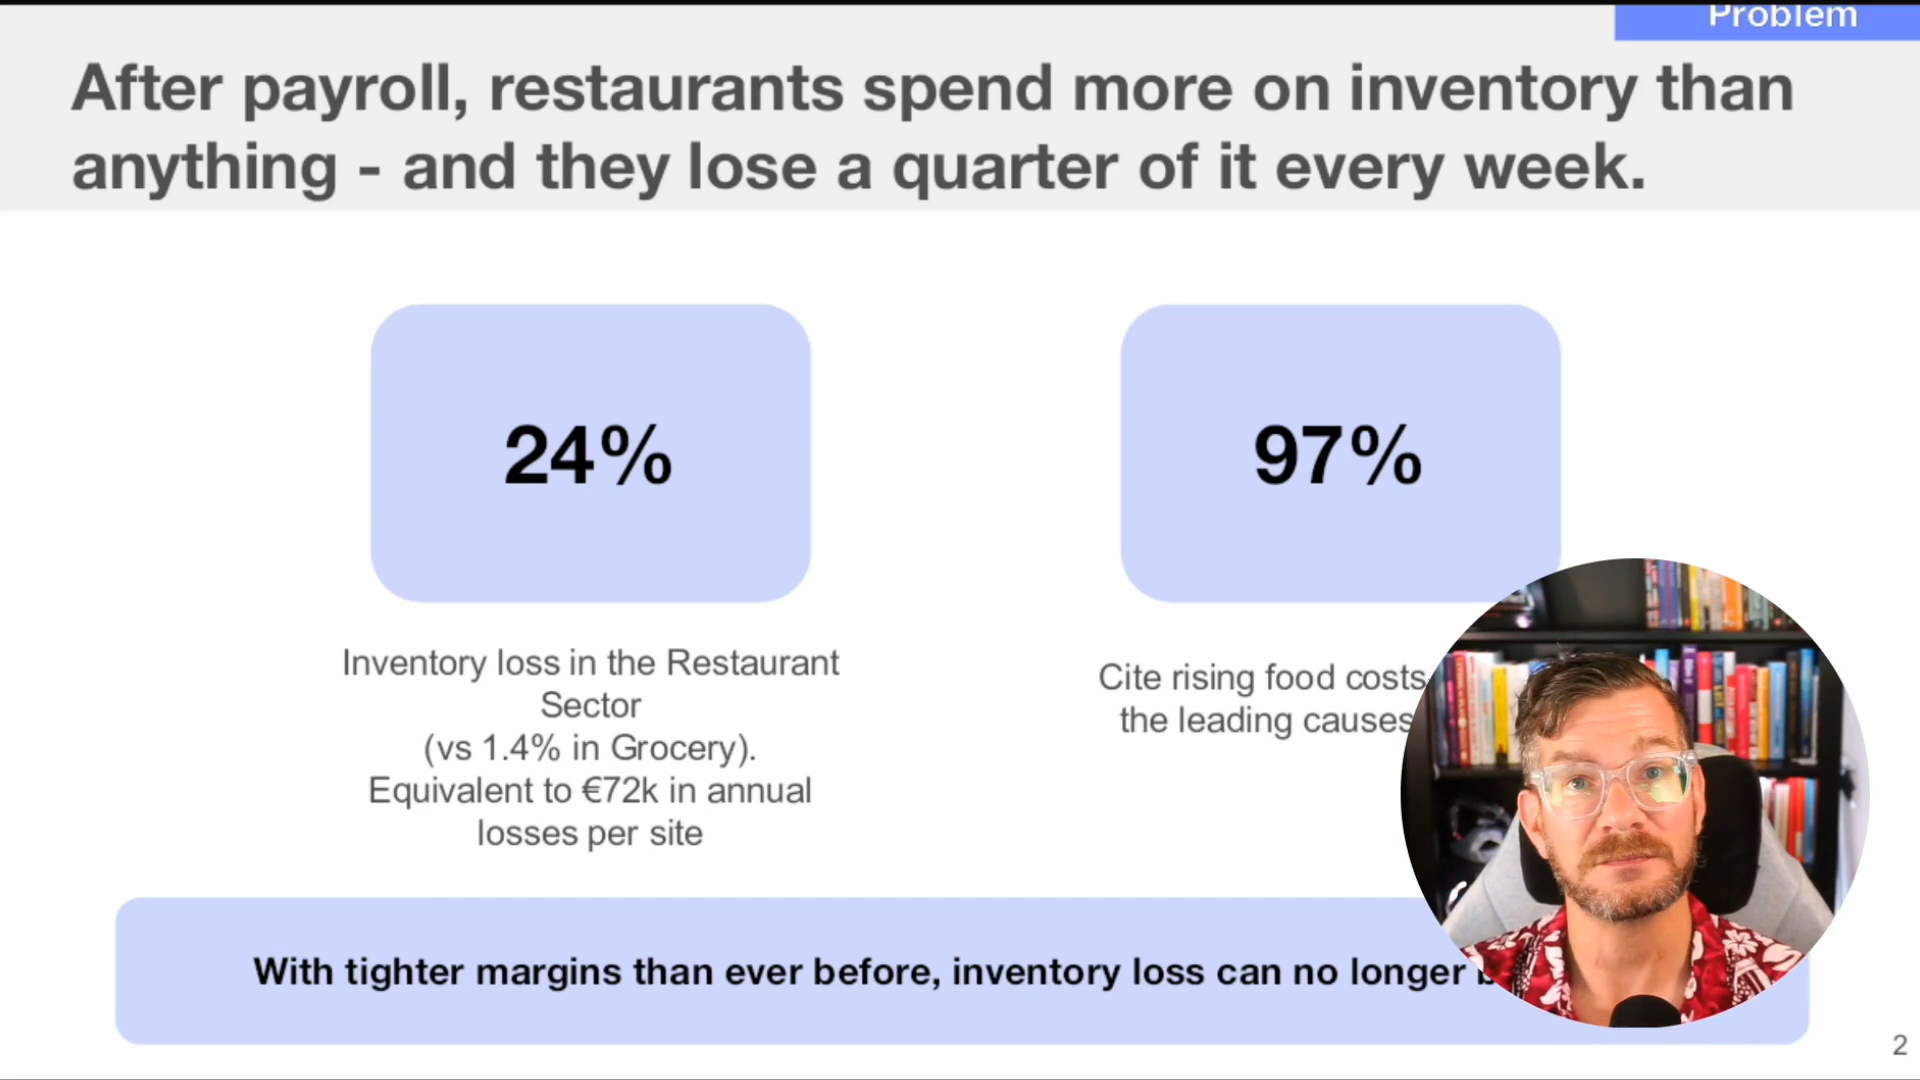 Problem
After payroll, restaurants spend more on inventory than
anything - and they lose a quarter of it every week.
24%
97%
Inventory loss in the Restaurant
Sector
(vs 1.4% in Grocery).
Equivalent to €72k in annual
losses per site
Cite rising food costs
the leading causes
With tighter margins than ever before, inventory loss can no longer
2